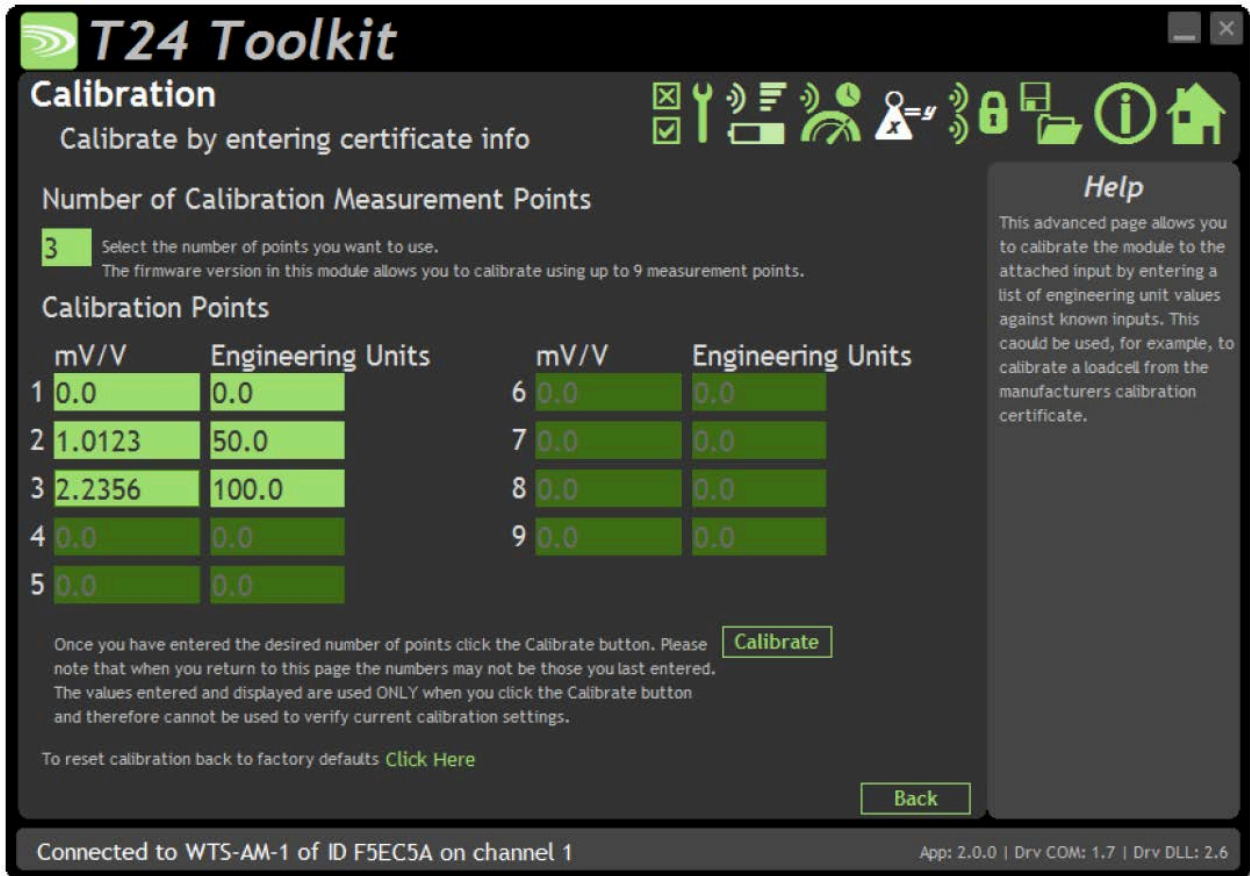 T24 Toolkit
Calibration
Calibrate by entering certificate info
x=y
i
Number of Calibration Measurement Points
3
Select the number of points you want to use.
The firmware version in this module allows you to calibrate using up to 9 measurement points.
Calibration Points
mV/V Engineering Units mV/V Engineering Units
1 0.0 0.0 6 0.0 0.0
2 1.0123 50.0 7 0.0 0.0
3 2.2356 100.0 8 0.0 0.0
4 0.0 0.0 9 0.0 0.0
5 0.0 0.0
Once you have entered the desired number of points click the Calibrate button. Please
note that when you return to this page the numbers may not be those you last entered.
The values entered and displayed are used ONLY when you click the Calibrate button
and therefore cannot be used to verify current calibration settings.
Calibrate
To reset calibration back to factory defaults Click Here
Back
Help
This advanced page allows you
to calibrate the module to the
attached input by entering a
list of engineering unit values
against known inputs. This
caould be used, for example, to
calibrate a loadcell from the
manufacturers calibration
certificate.
Connected to WTS-AM-1 of ID F5EC5A on channel 1
App: 2.0.0 | Drv COM: 1.7 | Drv DLL: 2.6